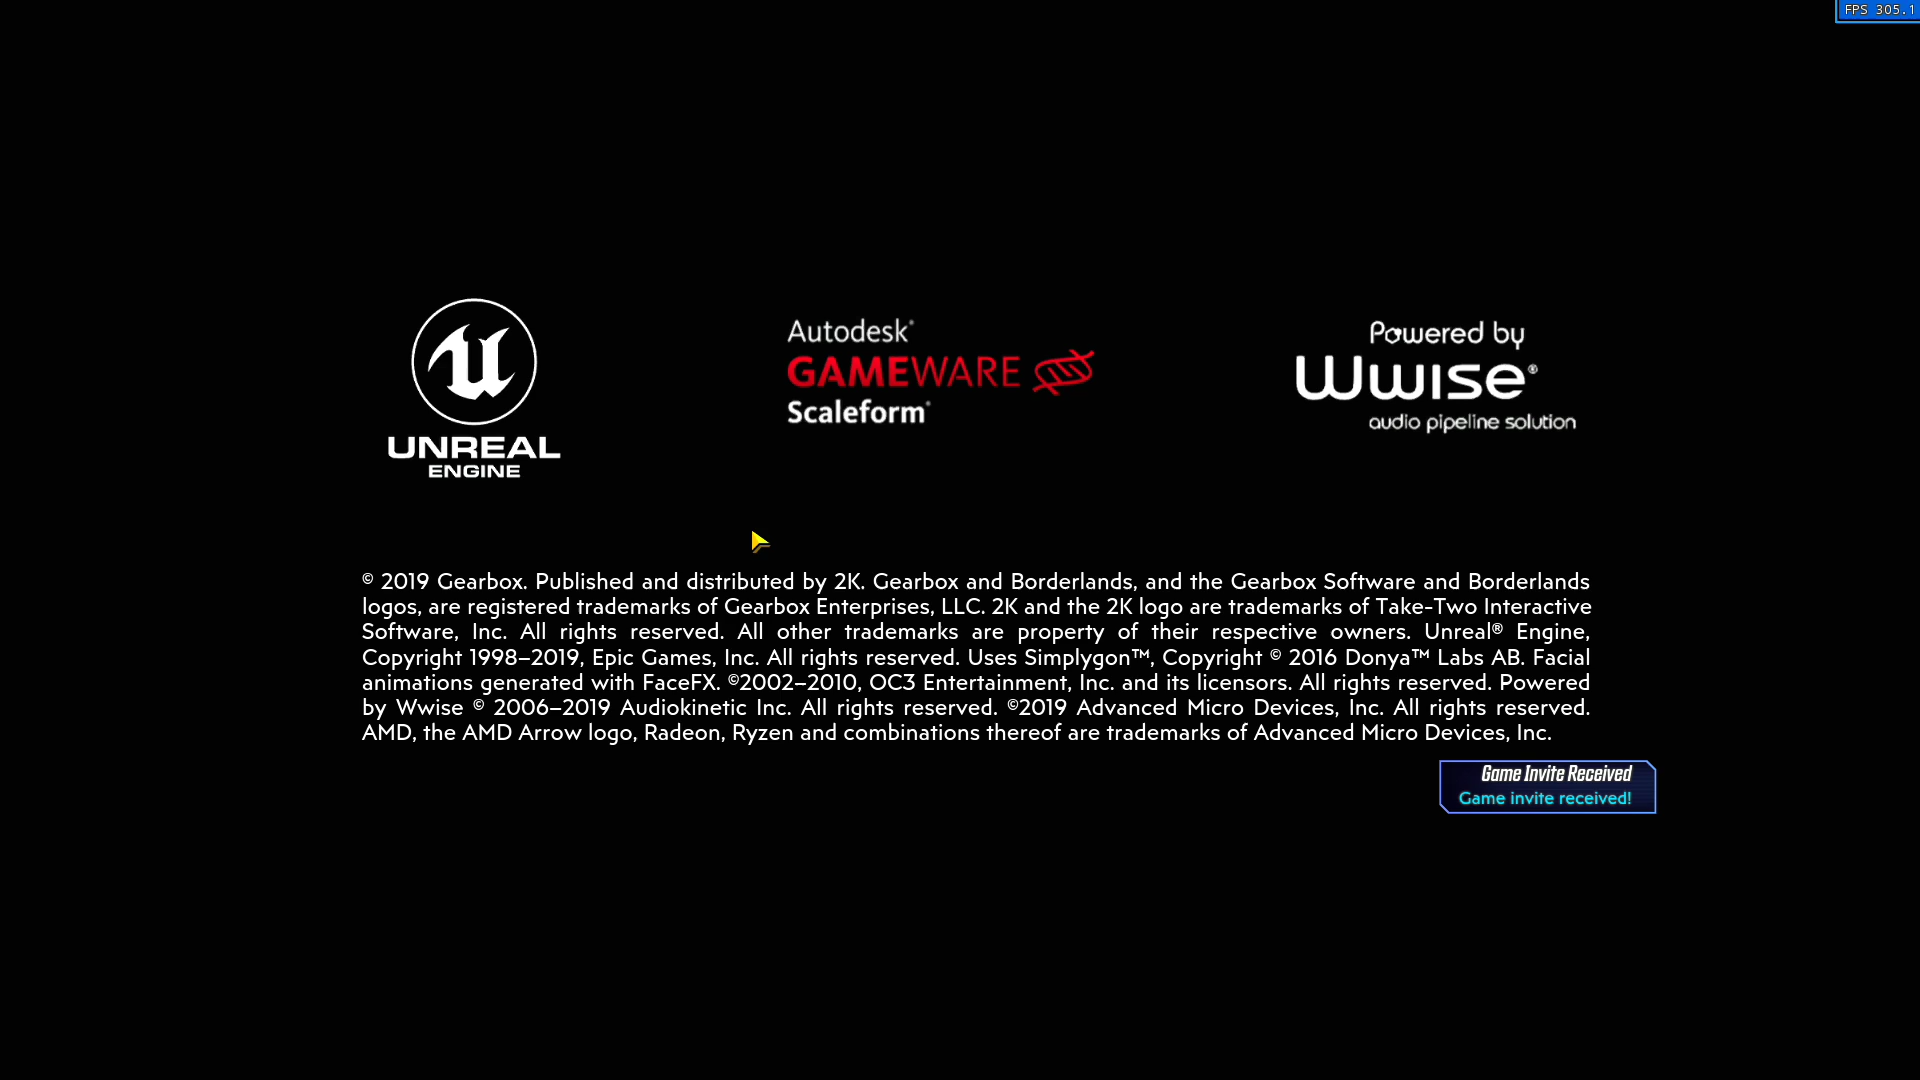 FPS 305.1
UNREAL
ENGINE
Autodesk®
GAMEWARE
Scaleform®
Powered by
Wwise®
audio pipeline solution
© 2019 Gearbox. Published and distributed by 2K. Gearbox and Borderlands, and the Gearbox Software and Borderlands
logos, are registered trademarks of Gearbox Enterprises, LLC. 2K and the 2K logo are trademarks of Take-Two Interactive
Software, Inc. All rights reserved. All other trademarks are property of their respective owners. Unreal® Engine,
Copyright 1998–2019, Epic Games, Inc. All rights reserved. Uses Simplygon™, Copyright © 2016 Donya™ Labs AB. Facial
animations generated with FaceFX. ©2002–2010, OC3 Entertainment, Inc. and its licensors. All rights reserved. Powered
by Wwise © 2006–2019 Audiokinetic Inc. All rights reserved. ©2019 Advanced Micro Devices, Inc. All rights reserved.
AMD, the AMD Arrow logo, Radeon, Ryzen and combinations thereof are trademarks of Advanced Micro Devices, Inc.
Game Invite Received
Game invite received!